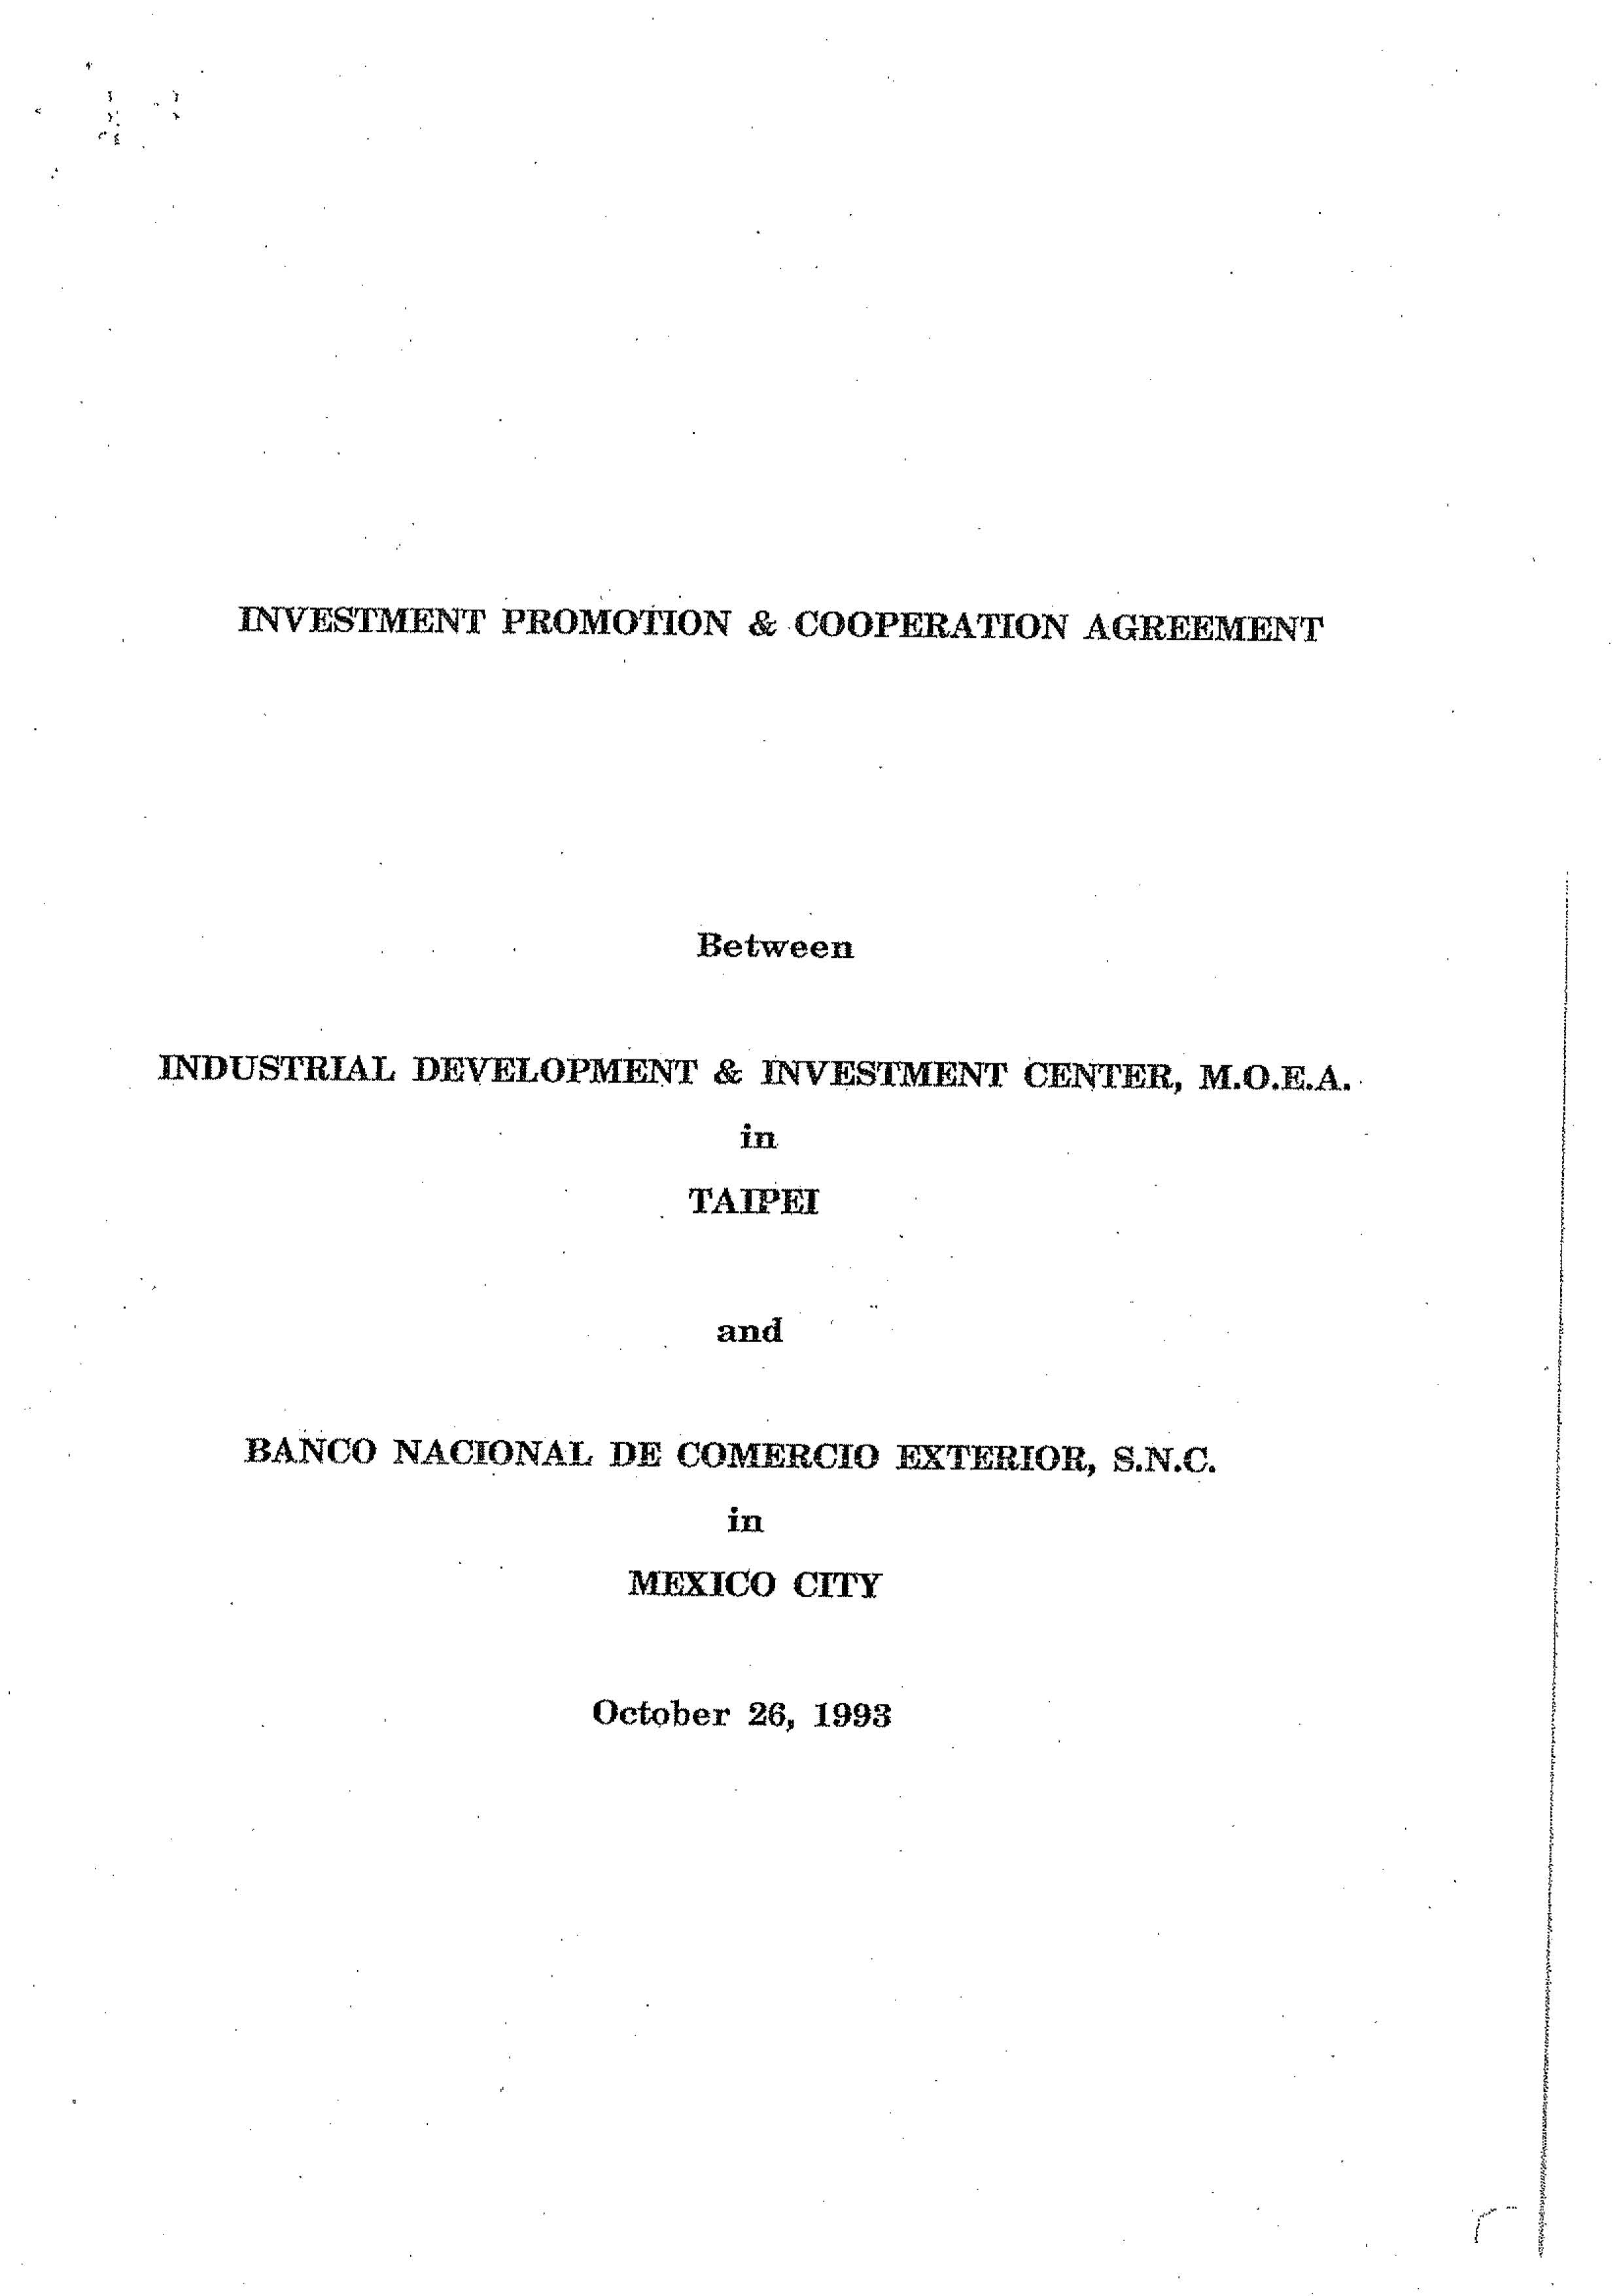 INVESTMENT PROMOTION & COOPERATION AGREEMENT
Between
INDUSTRIAL DEVELOPMENT & INVESTMENT CENTER, M.O.E.A.
in
TAIPEI
and
BANCO NACIONAL DE COMERCIO EXTERIOR, S.N.C.
in
MEXICO CITY
October 26, 1993